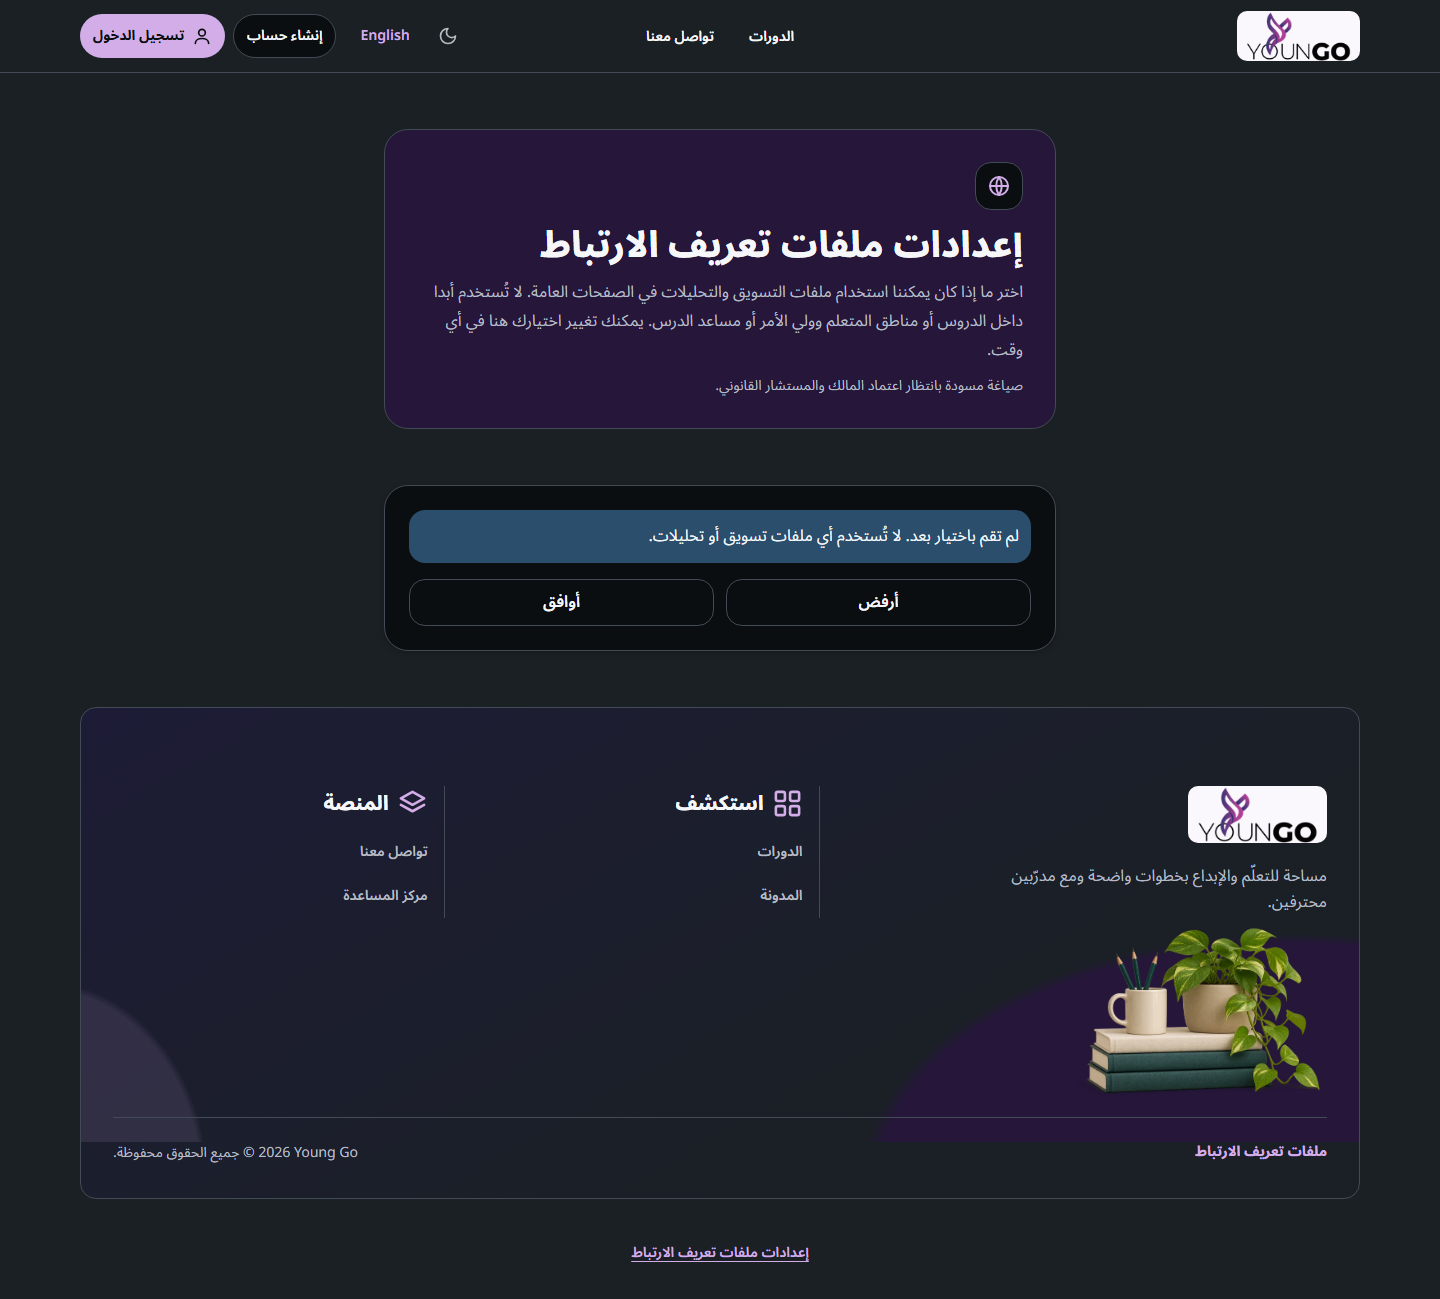 YOUNGO
الدورات
تواصل معنا
English
إنشاء حساب
تسجيل الدخول
إعدادات ملفات تعريف الارتباط
اختر ما إذا كان يمكننا استخدام ملفات التسويق والتحليلات في الصفحات العامة. لا تُستخدم أبدا
داخل الدروس أو مناطق المتعلم وولي الأمر أو مساعد الدرس. يمكنك تغيير اختيارك هنا في أي
وقت.
صياغة مسودة بانتظار اعتماد المالك والمستشار القانوني.
لم تقم باختيار بعد. لا تُستخدم أي ملفات تسويق أو تحليلات.
أرفض
أوافق
YOUNGO
مساحة للتعلّم والإبداع بخطوات واضحة ومع مدرّبين
محترفين.
استكشف
الدورات
المدونة
المنصة
تواصل معنا
مركز المساعدة
ملفات تعريف الارتباط
Young Go 2026 © جميع الحقوق محفوظة.
إعدادات ملفات تعريف الارتباط